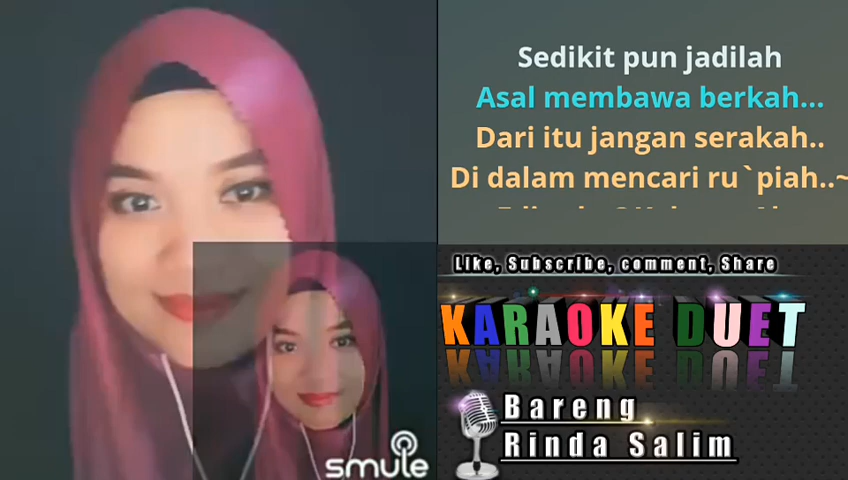 Sedikit pun jadilah
Asal membawa berkah...
Dari itu jangan serakah..
Di dalam mencari ru`piah..~
Like, Subscribe, comment, Share
KARAOKE DUET
Bareng
Rinda Salim
smule